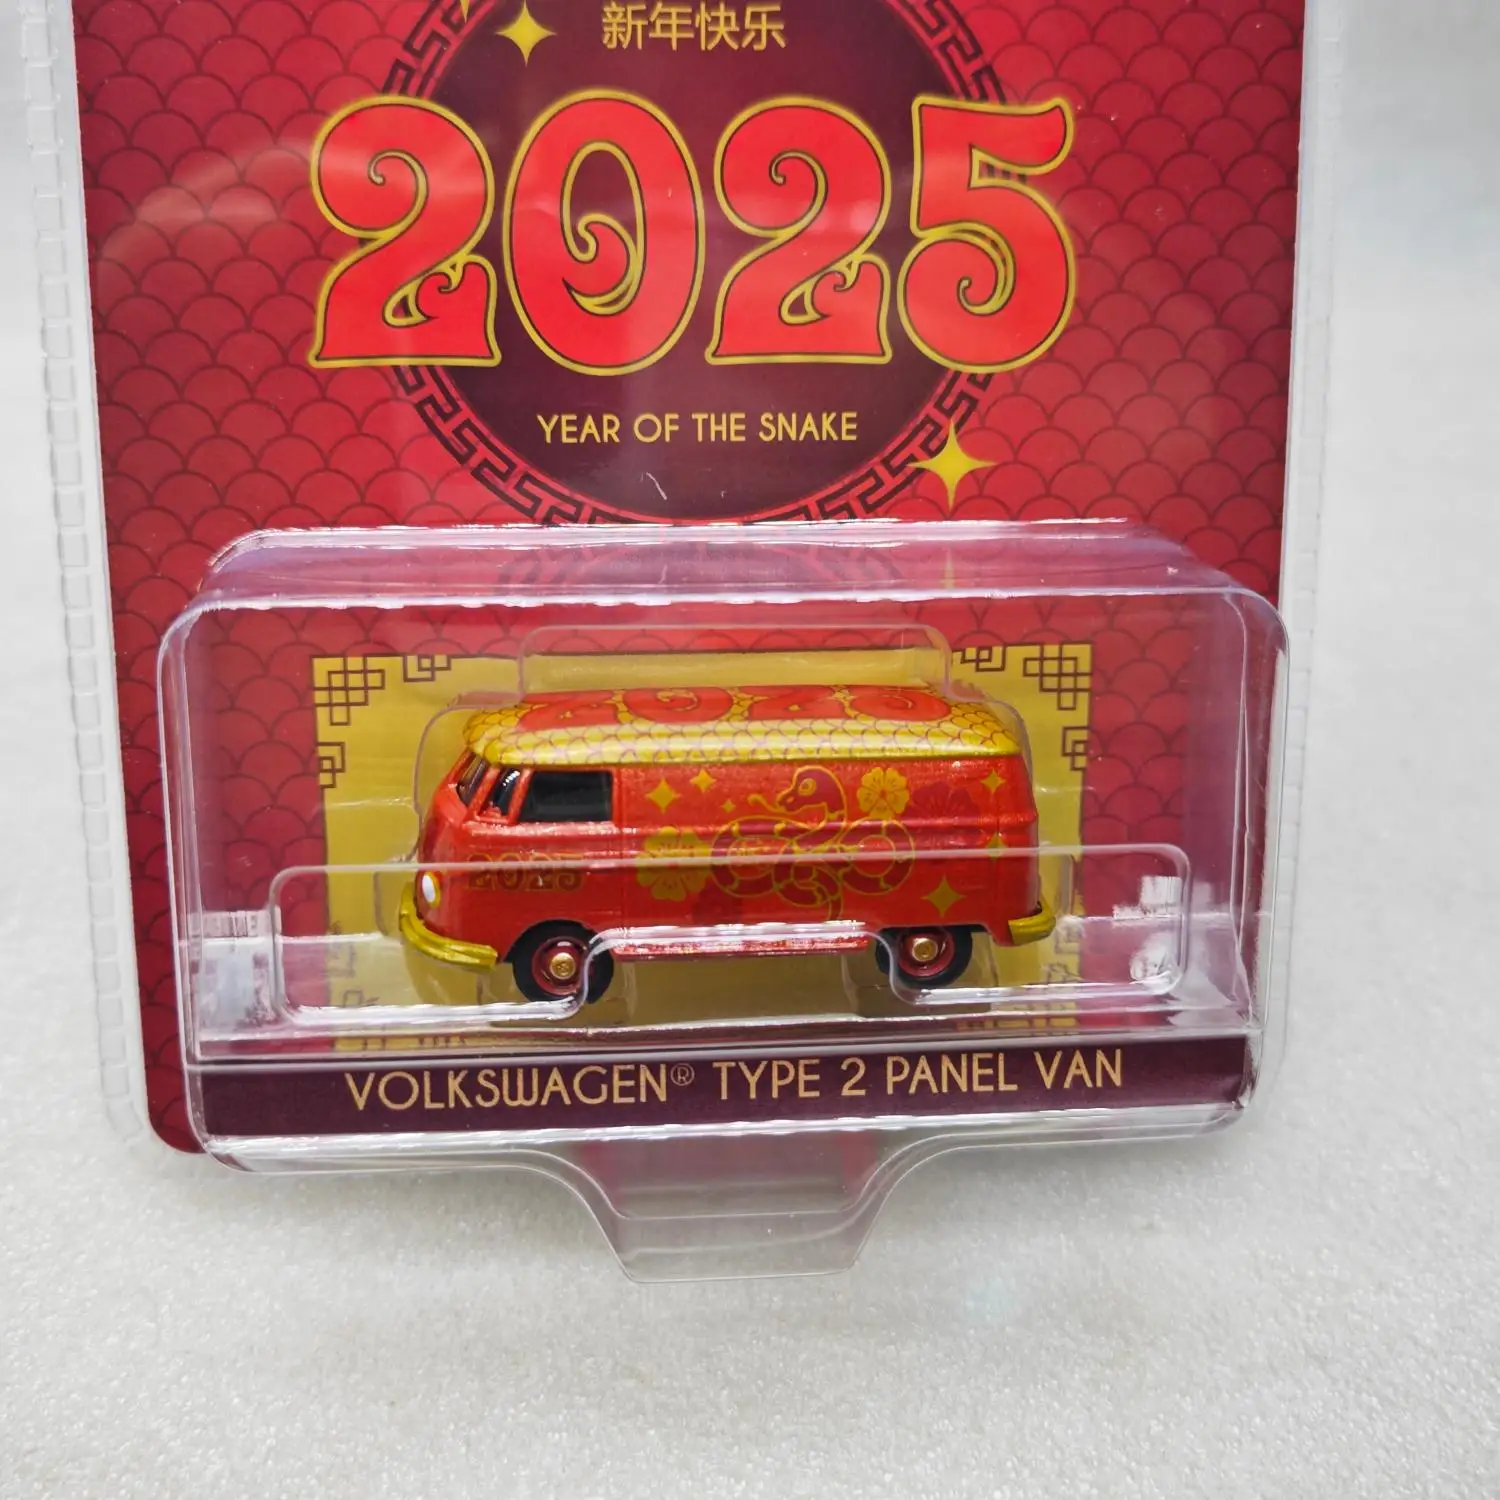 新年快乐
2025
YEAR OF THE SNAKE
2025
2025
VOLKSWAGEN® TYPE 2 PANEL VAN